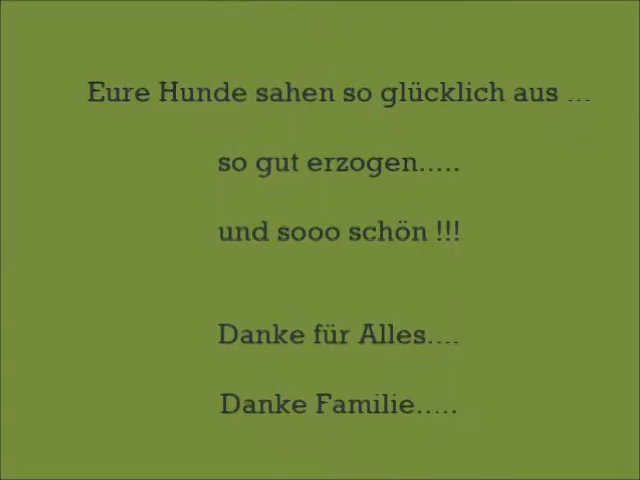 Eure Hunde sahen so glücklich aus ...
so gut erzogen.....
und sooo schön !!!
Danke für Alles....
Danke Familie.....